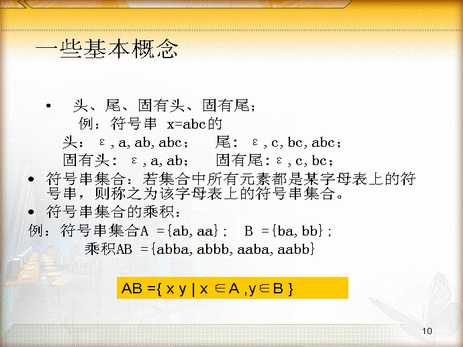 一些基本概念
• 头、尾、固有头、固有尾；
例：符号串 x=abc的
头：ε,a,ab,abc； 尾：ε,c,bc,abc；
固有头：ε,a,ab； 固有尾：ε,c,bc；
• 符号串集合：若集合中所有元素都是某字母表上的符
号串，则称之为该字母表上的符号串集合。
• 符号串集合的乘积：
例：符号串集合A ={ab,aa}； B ={ba,bb}；
乘积AB ={abba,abbb,aaba,aabb}
AB ={ x y | x ∈A ,y∈B }
10